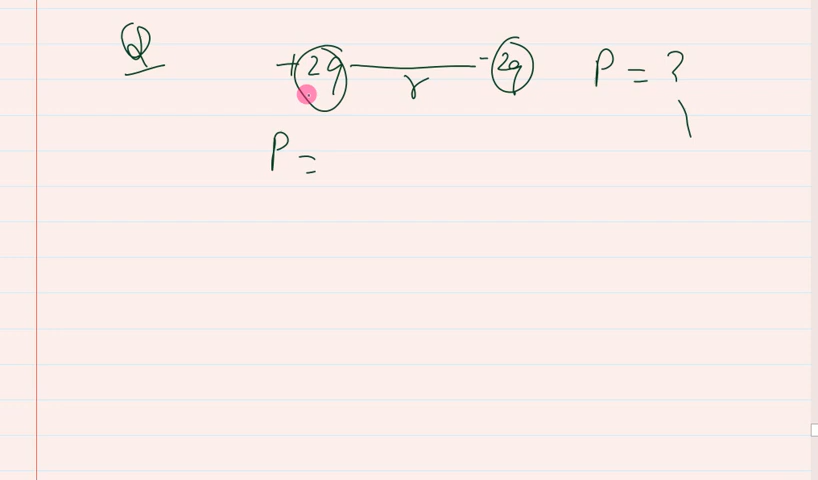 Q +2q r -2q P = ?
P =